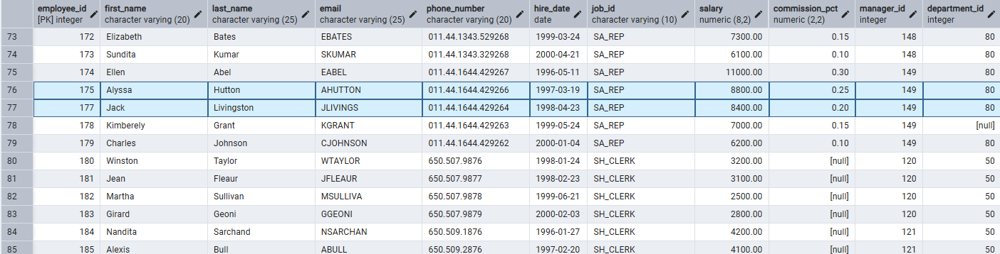 employee_id first_name last_name email phone_number hire_date job_id salary commission_pct manager_id department_id
[PK] integer character varying (20) character varying (25) character varying (25) character varying (20) date character varying (10) numeric (8,2) numeric (2,2) integer integer
73 172 Elizabeth Bates EBATES 011.44.1343.529268 1999-03-24 SA_REP 7300.00 0.15 148 80
74 173 Sundita Kumar SKUMAR 011.44.1343.329268 2000-04-21 SA_REP 6100.00 0.10 148 80
75 174 Ellen Abel EABEL 011.44.1644.429267 1996-05-11 SA_REP 11000.00 0.30 149 80
76 175 Alyssa Hutton AHUTTON 011.44.1644.429266 1997-03-19 SA_REP 8800.00 0.25 149 80
77 177 Jack Livingston JLIVINGS 011.44.1644.429264 1998-04-23 SA_REP 8400.00 0.20 149 80
78 178 Kimberely Grant KGRANT 011.44.1644.429263 1999-05-24 SA_REP 7000.00 0.15 149 [null]
79 179 Charles Johnson CJOHNSON 011.44.1644.429262 2000-01-04 SA_REP 6200.00 0.10 149 80
80 180 Winston Taylor WTAYLOR 650.507.9876 1998-01-24 SH_CLERK 3200.00 [null] 120 50
81 181 Jean Fleaur JFLEAUR 650.507.9877 1998-02-23 SH_CLERK 3100.00 [null] 120 50
82 182 Martha Sullivan MSULLIVA 650.507.9878 1999-06-21 SH_CLERK 2500.00 [null] 120 50
83 183 Girard Geoni GGEONI 650.507.9879 2000-02-03 SH_CLERK 2800.00 [null] 120 50
84 184 Nandita Sarchand NSARCHAN 650.509.1876 1996-01-27 SH_CLERK 4200.00 [null] 121 50
85 185 Alexis Bull ABULL 650.509.2876 1997-02-20 SH_CLERK 4100.00 [null] 121 50